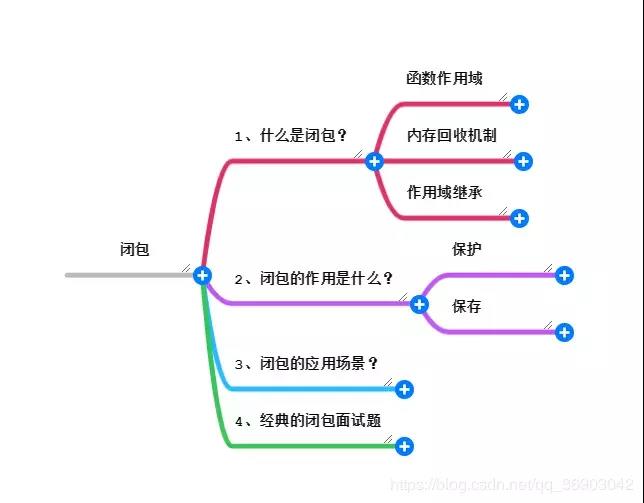 闭包
1、什么是闭包？
函数作用域
内存回收机制
作用域继承
2、闭包的作用是什么？
保护
保存
3、闭包的应用场景？
4、经典的闭包面试题
https://blog.csdn.net/qq_36903042